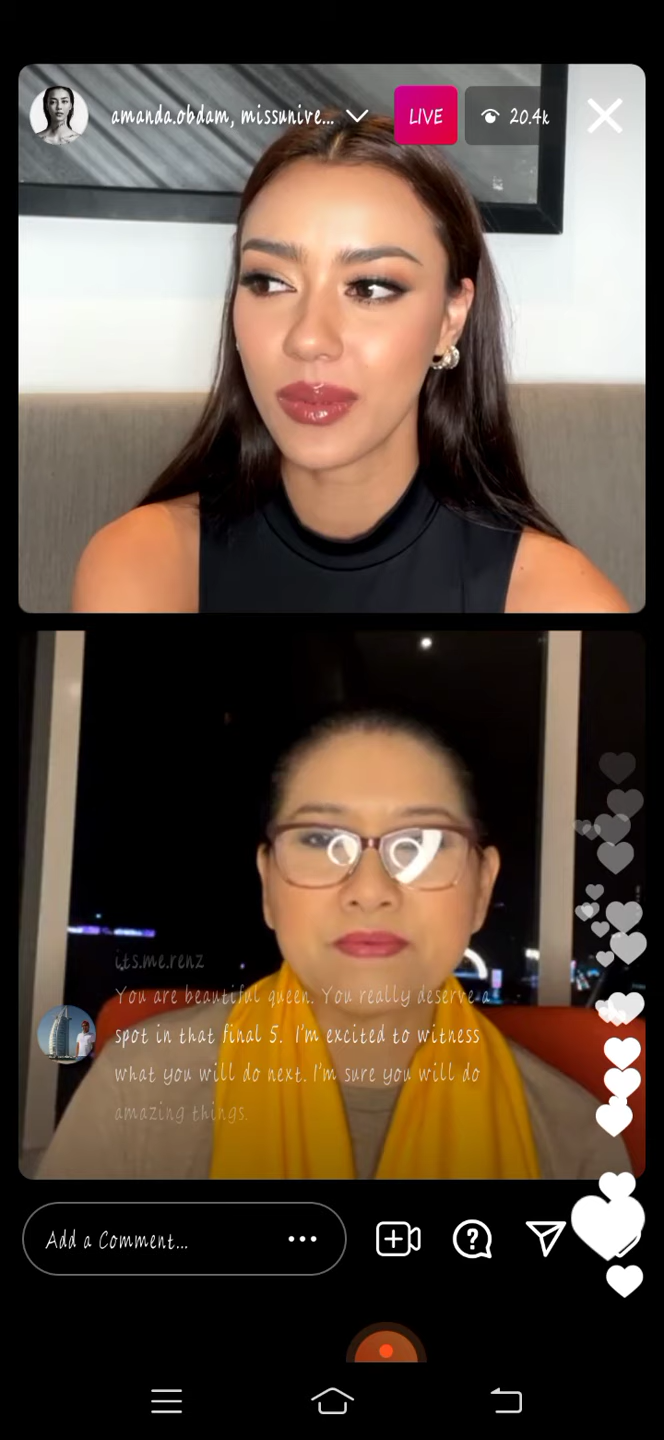 amanda.obdam, missunive...
LIVE
20.4k
its.me.renz
You are beautiful queen. You really deserve a
spot in that final 5. I'm excited to witness
what you will do next. I'm sure you will do
amazing things.
Add a Comment...